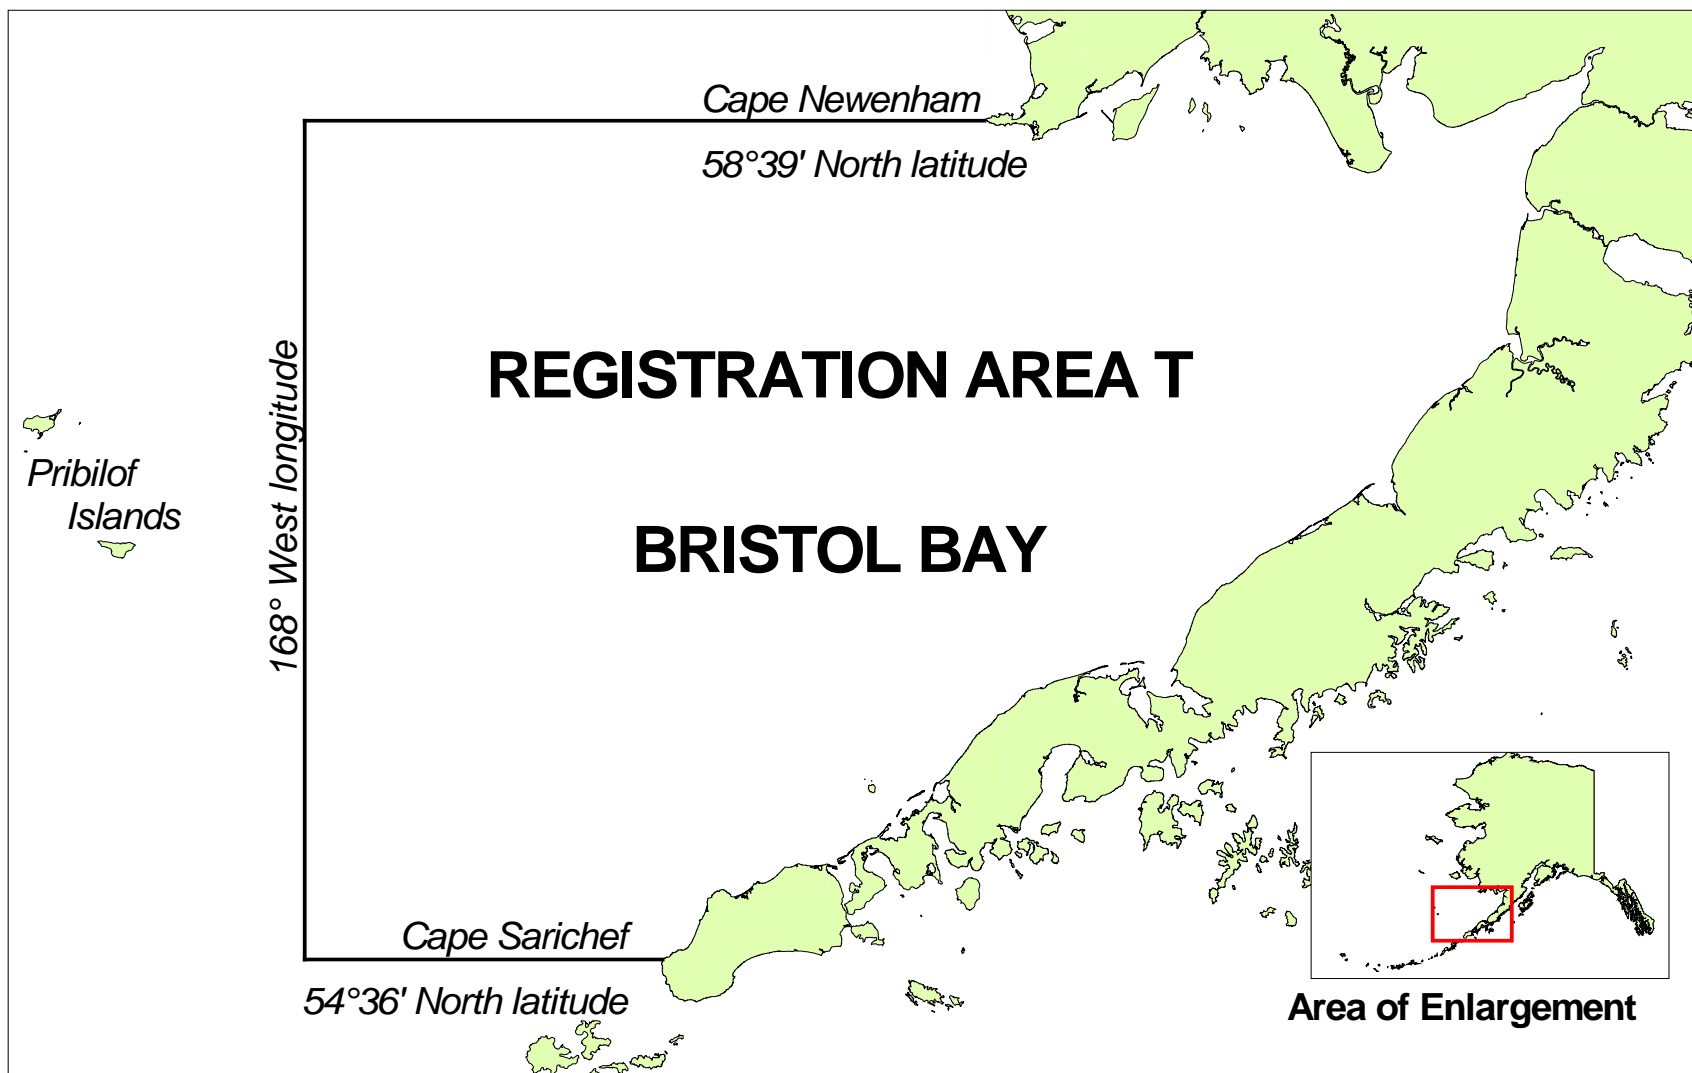 Cape Newenham
58°39' North latitude
REGISTRATION AREA T
168° West longitude
Pribilof
Islands
BRISTOL BAY
Cape Sarichef
54°36' North latitude
Area of Enlargement